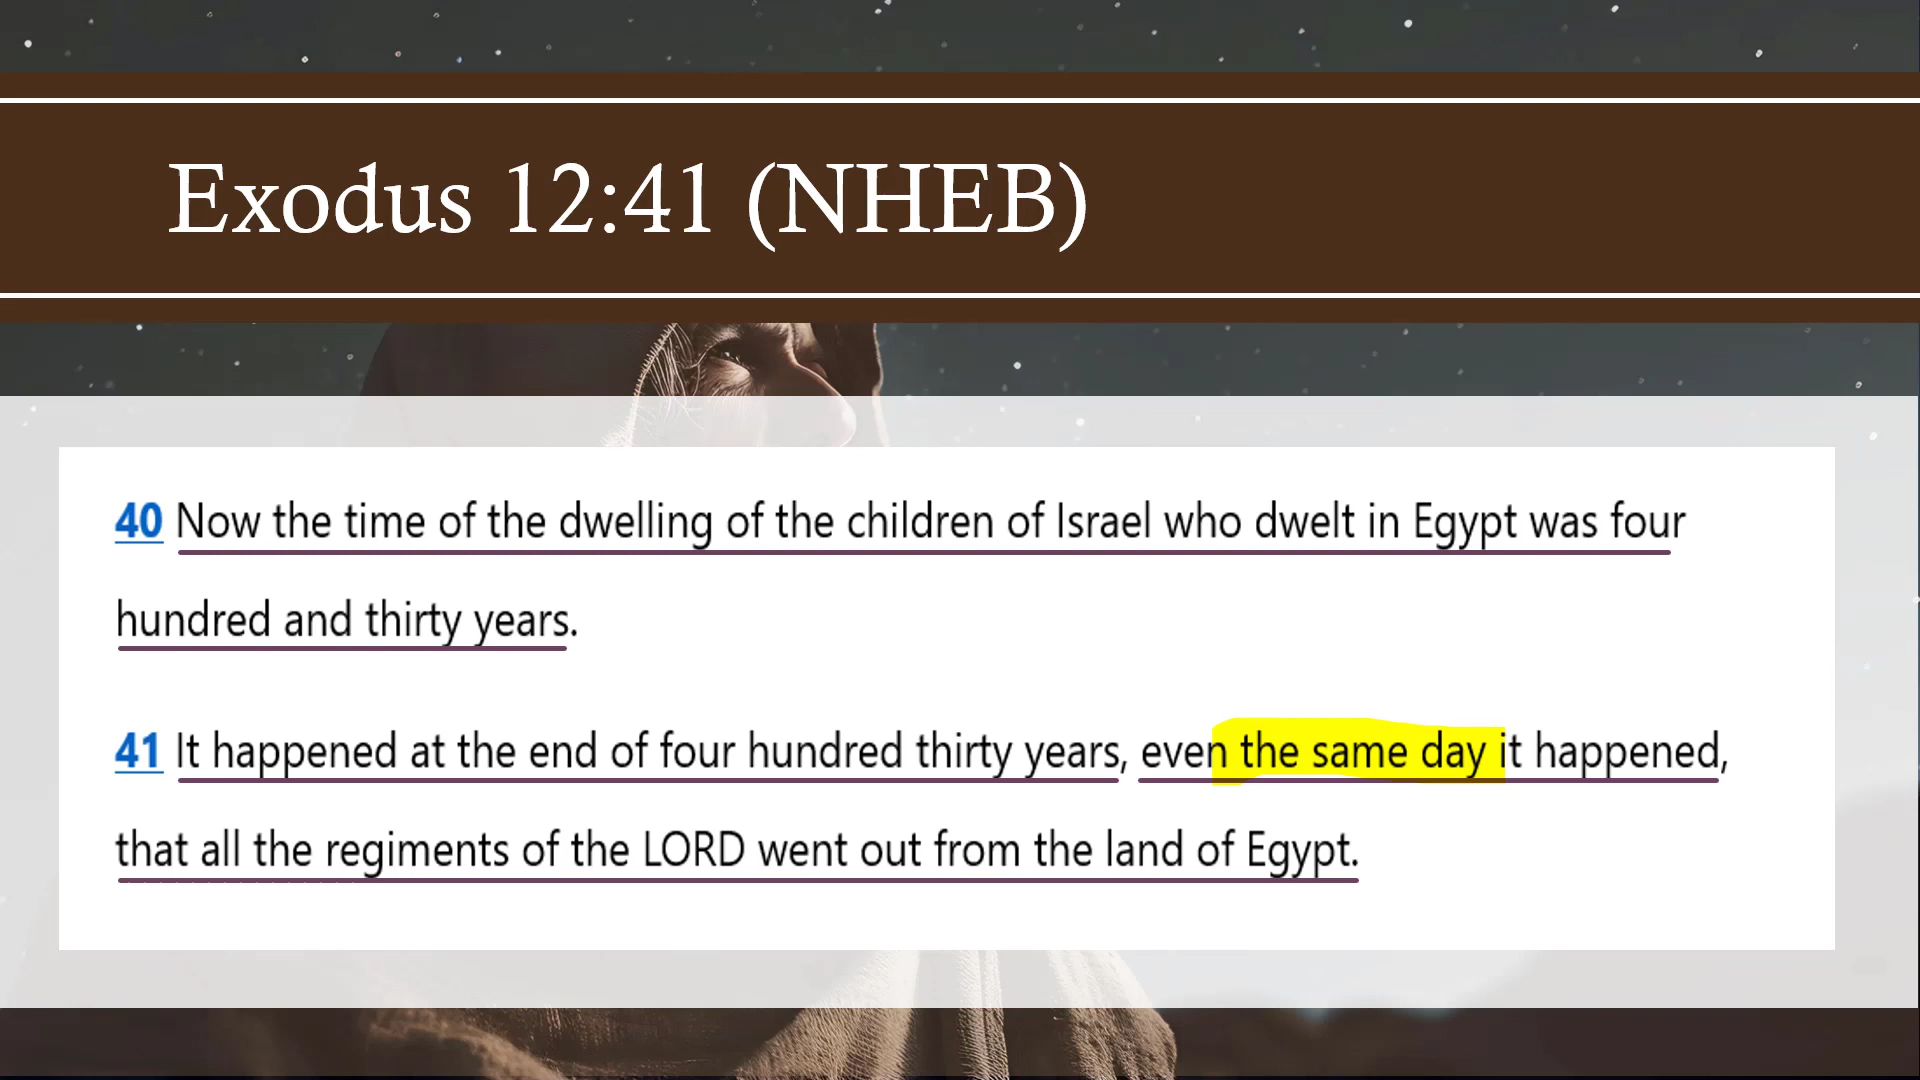 Exodus 12:41 (NHEB)
40 Now the time of the dwelling of the children of Israel who dwelt in Egypt was four
hundred and thirty years.
41 It happened at the end of four hundred thirty years, even the same day it happened,
that all the regiments of the LORD went out from the land of Egypt.